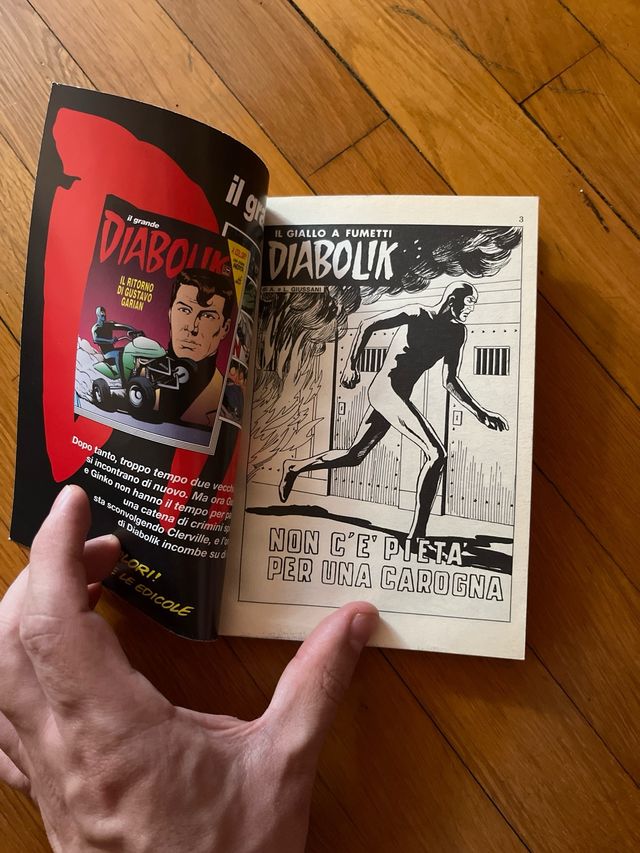 il gra
il grande
DIABOLIK
IL RITORNO
DI GUSTAVO
GARIAN
Dopo tanto, troppo tempo due vecch
si incontrano di nuovo. Ma ora
e Ginko non hanno il tempo per
una catena di crimini
sta sconvolgendo Clerville, e
di Diabolik incombe su
LE EDICOLE
3
IL GIALLO A FUMETTI
DIABOLIK
A. e L. GIUSSANI
NON C'E' PIETA'
PER UNA CAROGNA